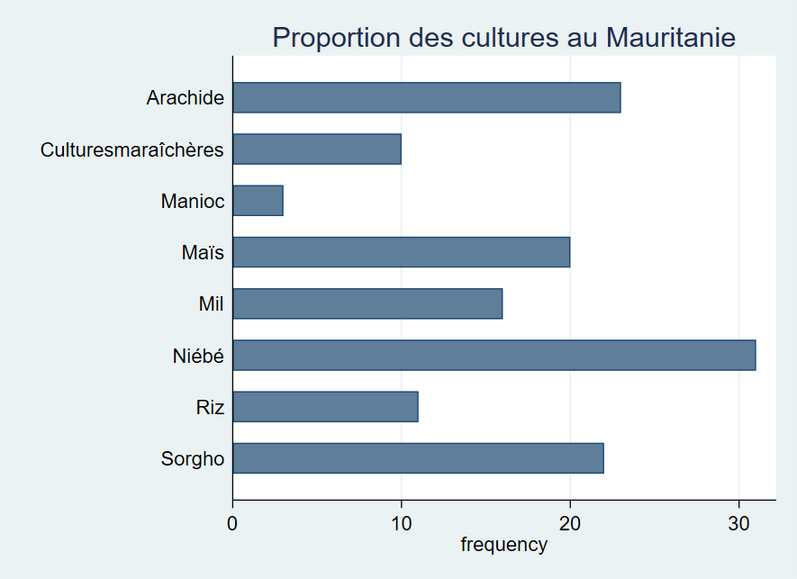 Proportion des cultures au Mauritanie
Arachide
Culturesmaraîchères
Manioc
Maïs
Mil
Niébé
Riz
Sorgho
0 10 20 30
frequency